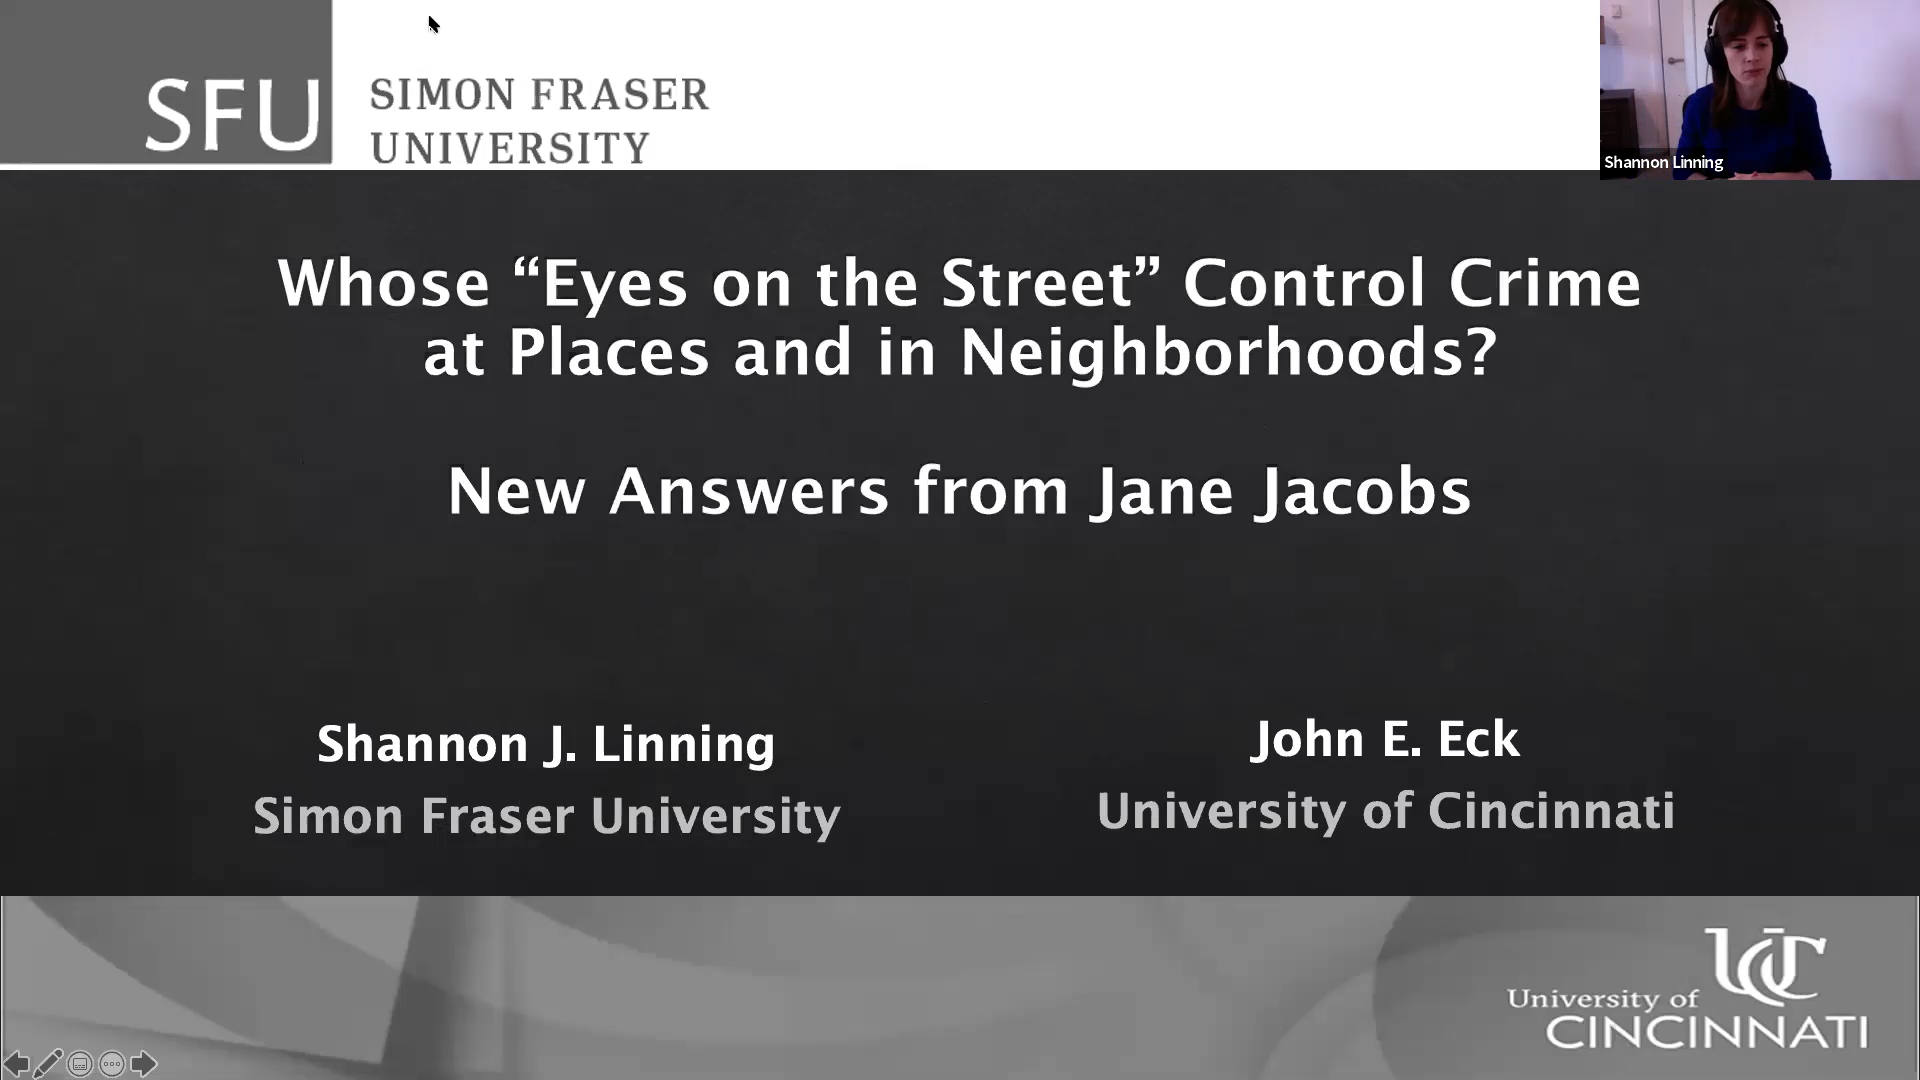 SFU
SIMON FRASER
UNIVERSITY
Shannon Linning
Whose “Eyes on the Street” Control Crime
at Places and in Neighborhoods?
New Answers from Jane Jacobs
Shannon J. Linning
Simon Fraser University
John E. Eck
University of Cincinnati
UC
University of
CINCINNATI